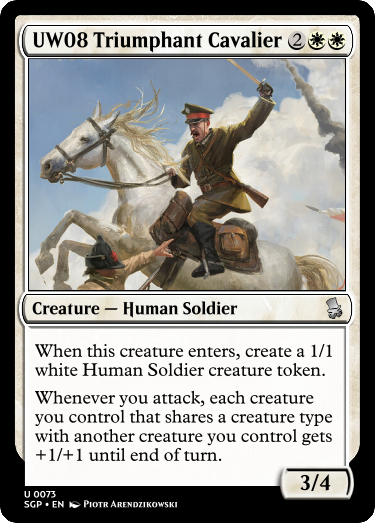 UW08 Triumphant Cavalier 2
Creature — Human Soldier
When this creature enters, create a 1/1
white Human Soldier creature token.
Whenever you attack, each creature
you control that shares a creature type
with another creature you control gets
+1/+1 until end of turn.
3/4
U 0073
SGP • EN Piotr Arendzikowski